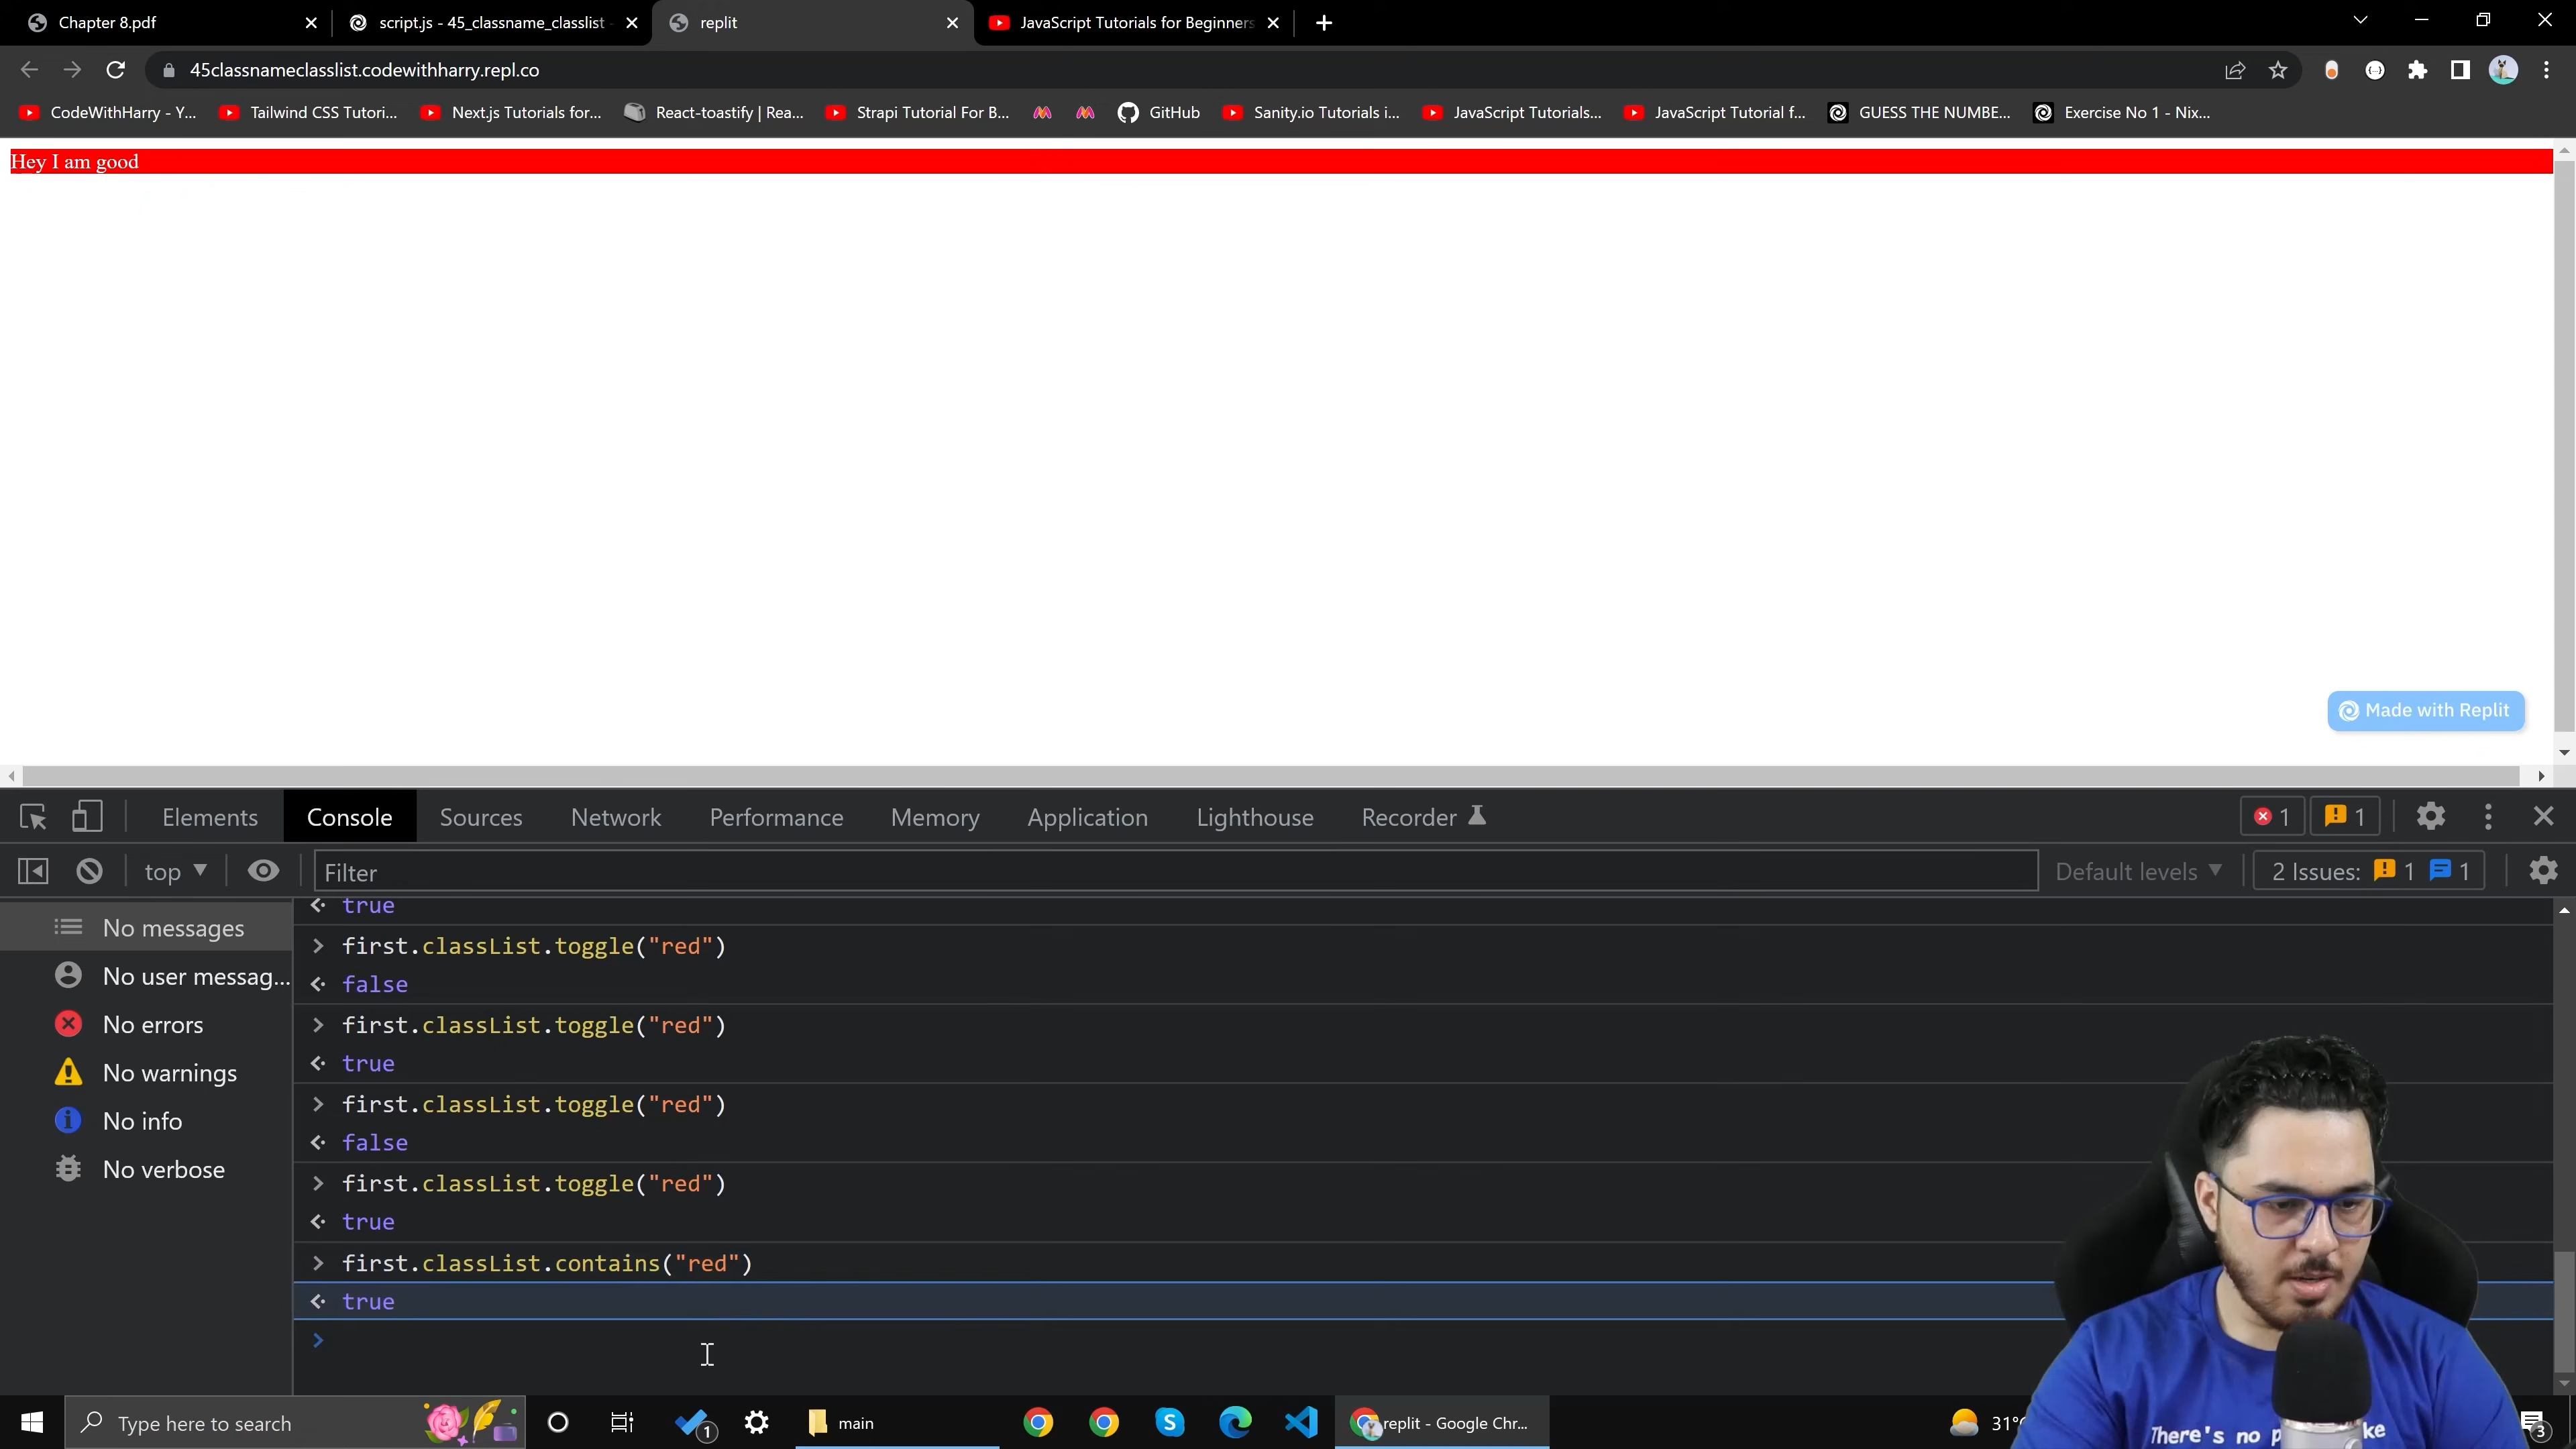 Chapter 8.pdf
script.js - 45_classname_classlist
replit
JavaScript Tutorials for Beginners
45classnameclasslist.codewithharry.repl.co
CodeWithHarry - Y...
Tailwind CSS Tutori...
Next.js Tutorials for...
React-toastify | Rea...
Strapi Tutorial For B...
GitHub
Sanity.io Tutorials i...
JavaScript Tutorials...
JavaScript Tutorial f...
GUESS THE NUMBE...
Exercise No 1 - Nix...
Hey I am good
Made with Replit
Elements
Console
Sources
Network
Performance
Memory
Application
Lighthouse
Recorder
1
1
top
Filter
Default levels
2 Issues: 1 1
No messages
No user messag...
No errors
No warnings
No info
No verbose
true
> first.classList.toggle("red")
false
> first.classList.toggle("red")
true
> first.classList.toggle("red")
false
> first.classList.toggle("red")
true
> first.classList.contains("red")
true
>
There's no p ke
Type here to search
1
main
replit - Google Chr...
31°
3